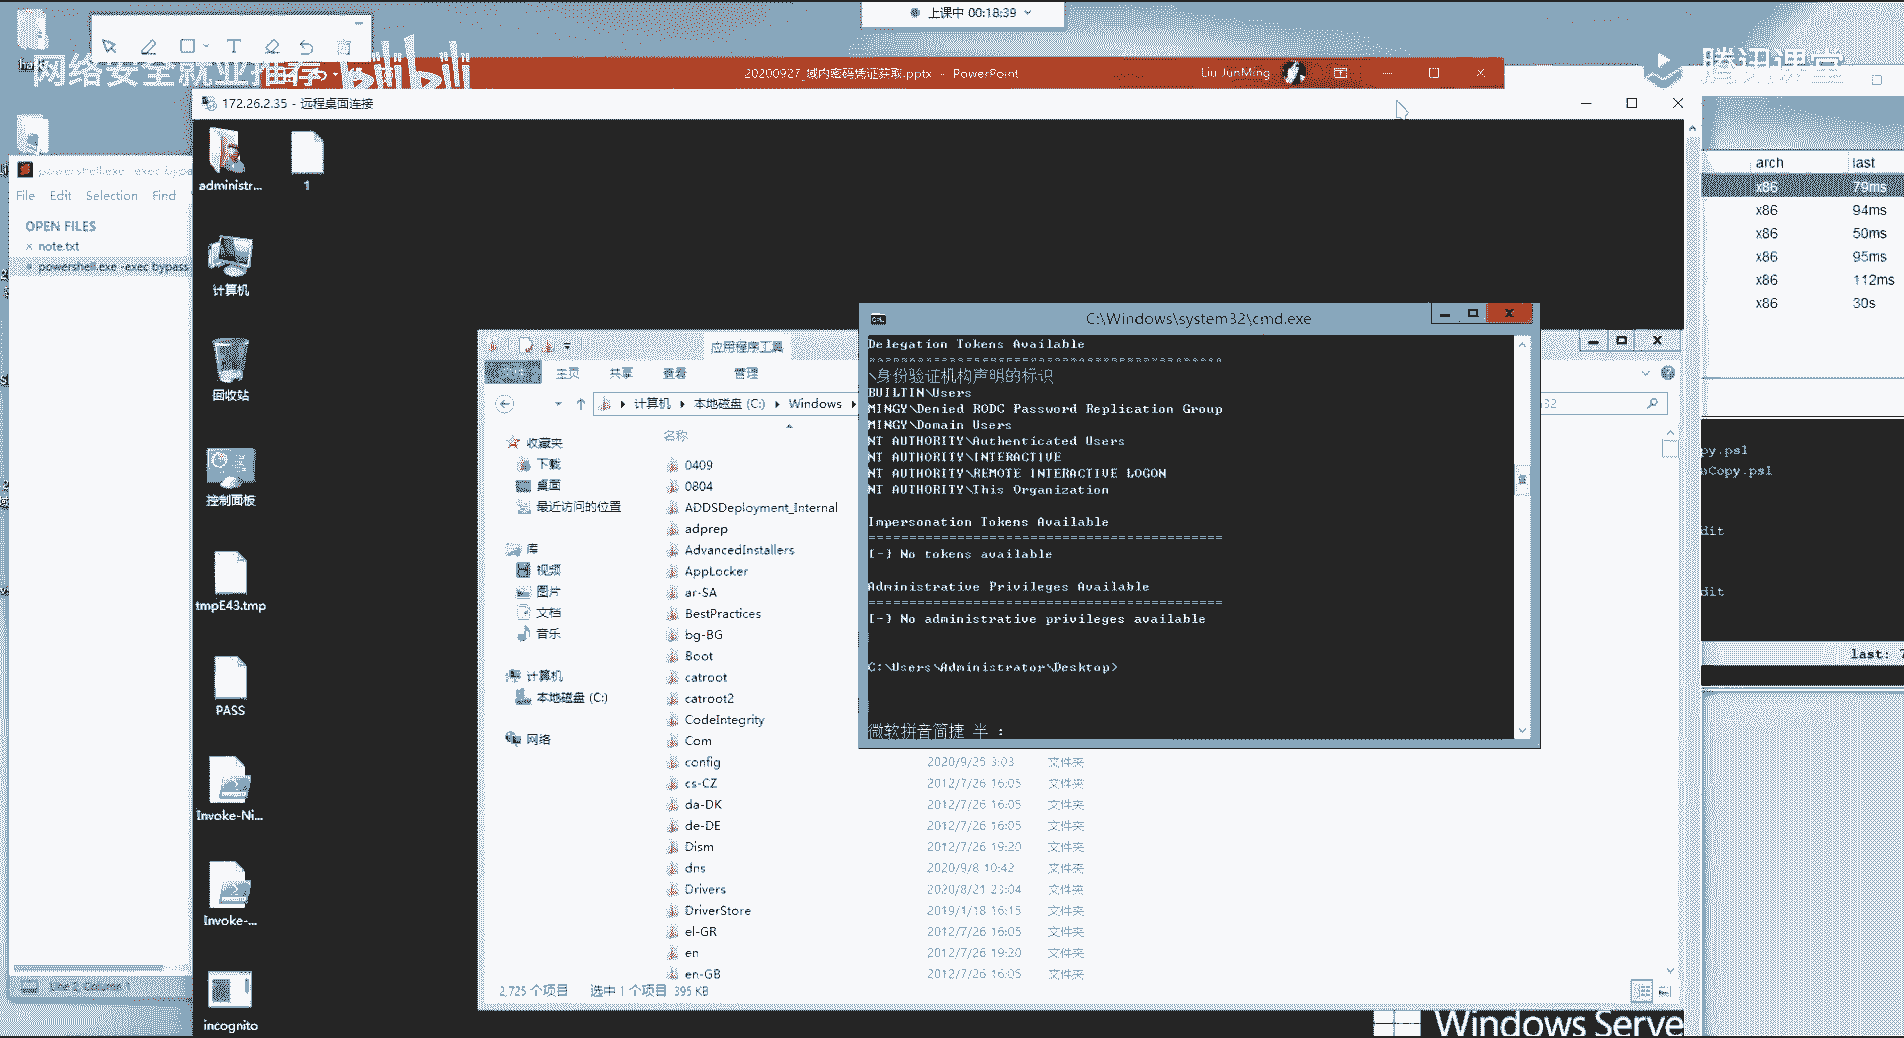 上课中 00:18:39
网络安全就业推荐
bilibili
腾讯课堂
20200927_域内密码凭证获取.pptx - PowerPoint
Liu JunMing
172.26.2.35 - 远程桌面连接
powershell.exe -exec bypa
File Edit Selection Find
OPEN FILES
× note.txt
powershell.exe -exec bypass
administr...
1
计算机
回收站
控制面板
tmpE43.tmp
PASS
Invoke-Ni...
Invoke-...
incognito
应用程序工具
主页 共享 查看 管理
计算机 本地磁盘 (C:) Windows
32
收藏夹
下载
桌面
最近访问的位置
库
视频
图片
文档
音乐
计算机
本地磁盘 (C:)
网络
名称
0409
0804
ADDSDeployment_Internal
adprep
AdvancedInstallers
AppLocker
ar-SA
BestPractices
bg-BG
Boot
catroot
catroot2
CodeIntegrity
Com
config 2020/9/25 3:03 文件夹
cs-CZ 2012/7/26 16:05 文件夹
da-DK 2012/7/26 16:05 文件夹
de-DE 2012/7/26 16:05 文件夹
Dism 2012/7/26 19:20 文件夹
dns 2020/9/8 10:42 文件夹
Drivers 2020/8/21 23:04 文件夹
DriverStore 2019/1/18 16:15 文件夹
el-GR 2012/7/26 16:05 文件夹
en 2012/7/26 19:20 文件夹
en-GB 2012/7/26 16:05 文件夹
2,725 个项目 选中 1 个项目 395 KB
C:\Windows\system32\cmd.exe
Delegation Tokens Available
============================================
\身份验证机构声明的标识
BUILTIN\Users
MINGY\Denied RODC Password Replication Group
MINGY\Domain Users
NT AUTHORITY\Authenticated Users
NT AUTHORITY\INTERACTIVE
NT AUTHORITY\REMOTE INTERACTIVE LOGON
NT AUTHORITY\This Organization
Impersonation Tokens Available
============================================
[-] No tokens available
Administrative Privileges Available
============================================
[-] No administrative privileges available
C:\Users\Administrator\Desktop>
微软拼音简捷 半 :
arch last
x86 79ms
x86 94ms
x86 50ms
x86 95ms
x86 112ms
x86 30s
py.ps1
aCopy.ps1
dit
dit
last: 7
Windows Serve
Line 2, Column 1